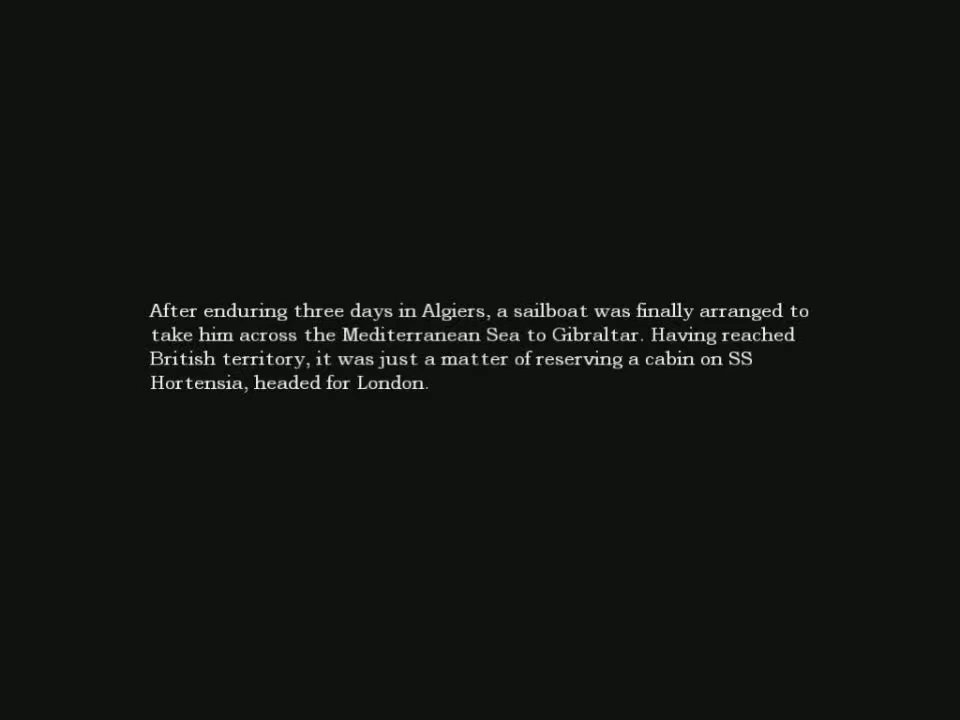 After enduring three days in Algiers, a sailboat was finally arranged to
take him across the Mediterranean Sea to Gibraltar. Having reached
British territory, it was just a matter of reserving a cabin on SS
Hortensia, headed for London.